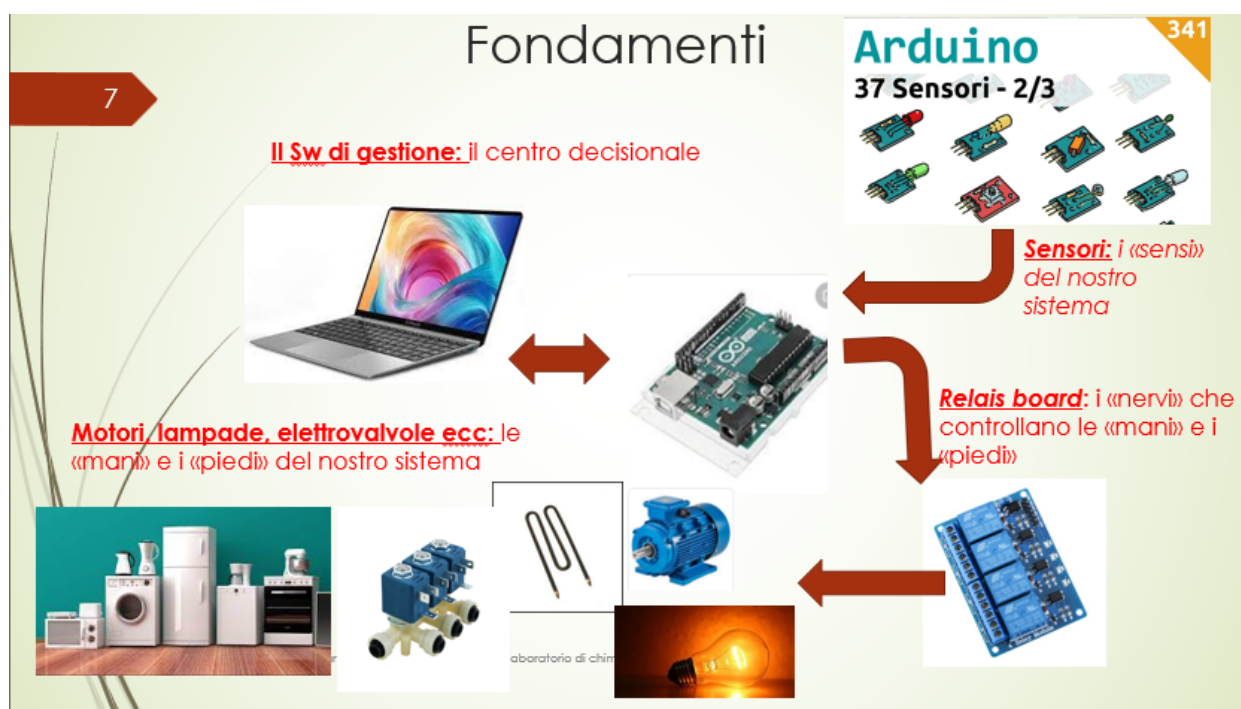 Fondamenti
7
Arduino
341
37 Sensori - 2/3
Il Sw di gestione: il centro decisionale
Sensori: i «sensi»
del nostro
sistema
Relais board: i «nervi» che
controllano le «mani» e i
«piedi»
Motori, lampade, elettrovalvole ecc: le
«mani» e i «piedi» del nostro sistema
aboratorio di chim